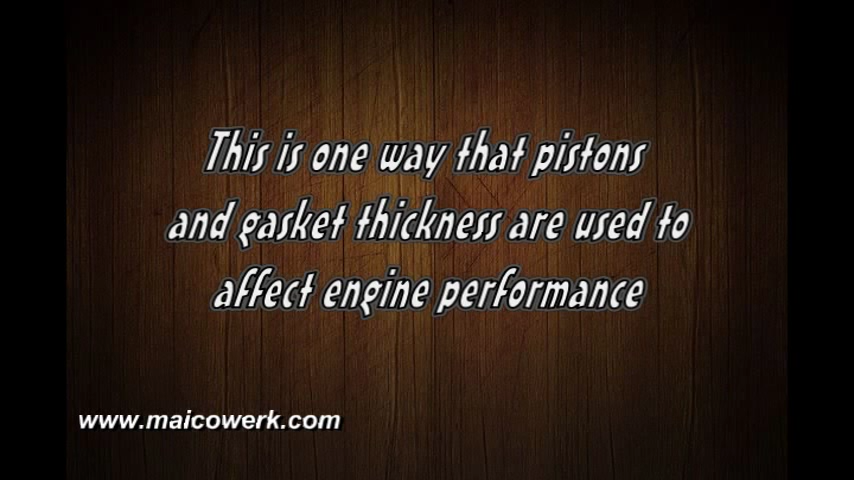 This is one way that pistons
and gasket thickness are used to
affect engine performance
www.maicowerk.com